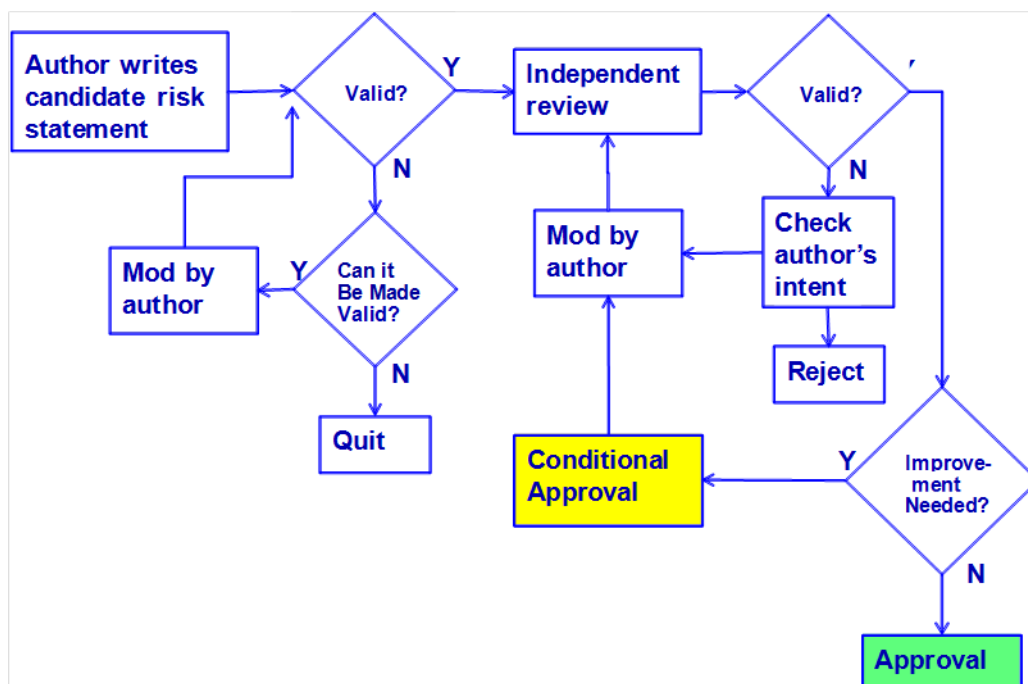 Author writes
candidate risk
statement
Valid?
Y
N
Mod by
author
Y
Can it
Be Made
Valid?
N
Quit
Independent
review
Valid?
N
Mod by
author
Check
author's
intent
Reject
Conditional
Approval
Y
Improve-
ment
Needed?
N
Approval